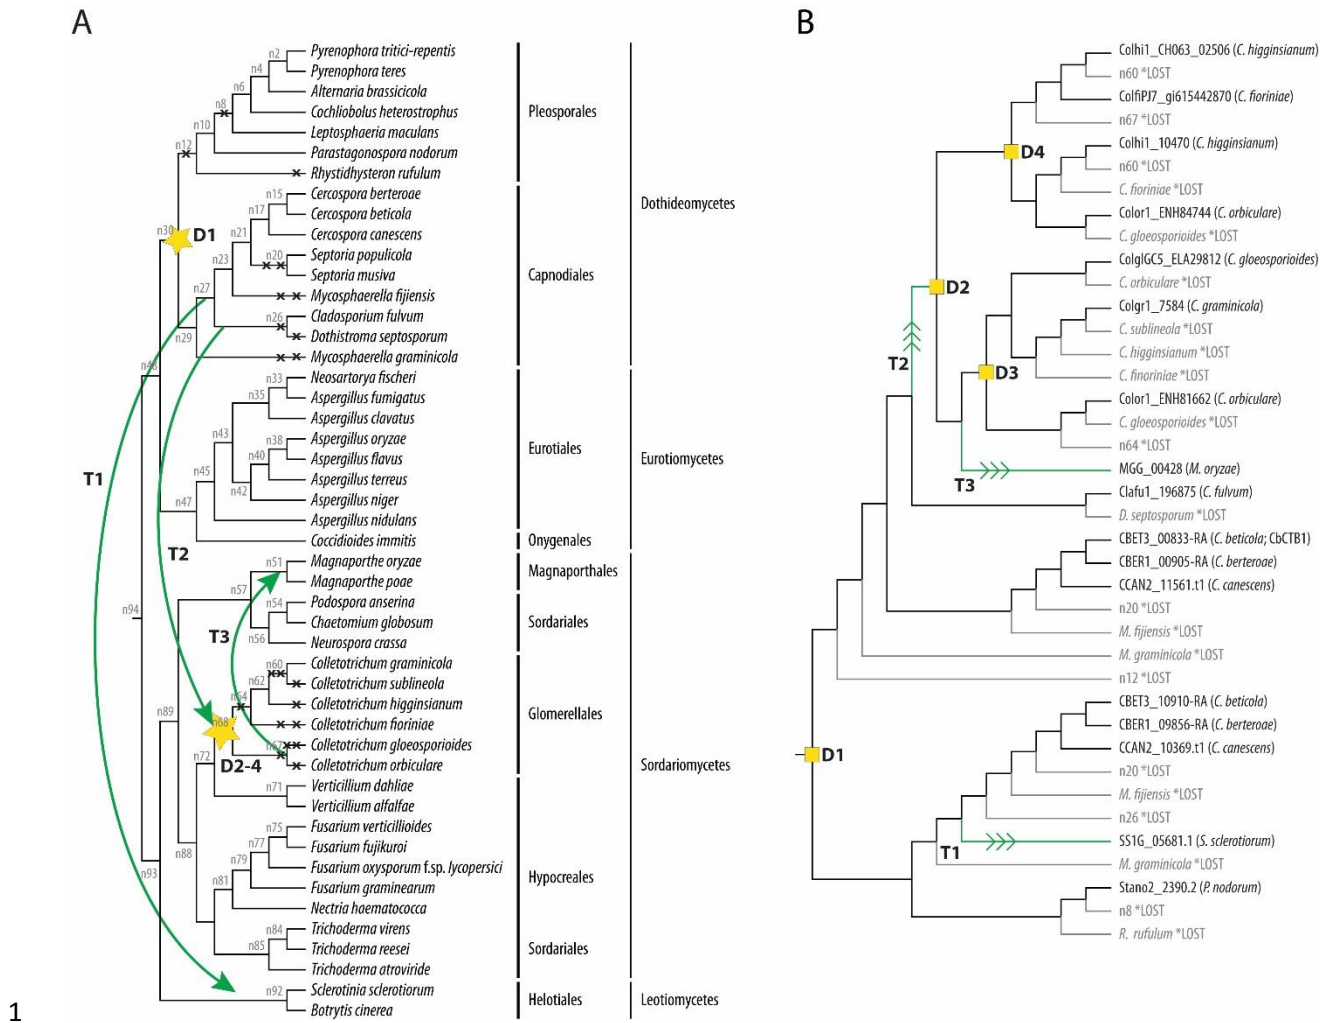 A
Pyrenophora tritici-repentis
n2
Pyrenophora teres
n4
Alternaria brassicicola
n6
Cochliobolus heterostrophus
n8
Pleosporales
Leptosphaeria maculans
n10
Parastagonospora nodorum
n12
Rhystidhysteron rufulum
Cercospora berteroae
n15
Cercospora beticola
n17
Dothideomycetes
Cercospora canescens
n30
D1
n21
Septoria populicola
n20
n23
Septoria musiva
Capnodiales
n27
Mycosphaerella fijiensis
Cladosporium fulvum
n26
Dothistroma septosporum
n29
Mycosphaerella graminicola
Neosartorya fischeri
n33
Aspergillus fumigatus
n35
Aspergillus clavatus
n43
Aspergillus oryzae
n38
Eurotiales
Aspergillus flavus
n40
Eurotiomycetes
T1
n45
Aspergillus terreus
n42
Aspergillus niger
n47
Aspergillus nidulans
Coccidioides immitis
Onygenales
T2
Magnaporthe oryzae
n51
Magnaporthales
Magnaporthe poae
n57
Podospora anserina
n54
n94
Chaetomium globosum
Sordariales
T3
n56
Neurospora crassa
Colletotrichum graminicola
n60
Colletotrichum sublineola
n62
n64
Colletotrichum higginsianum
Glomerellales
n89
n68
Colletotrichum fioriniae
Colletotrichum gloeosporioides
n67
n72
D2-4
Colletotrichum orbiculare
Sordariomycetes
Verticillium dahliae
n71
Verticillium alfalfae
Fusarium verticillioides
n75
n88
Fusarium fujikuroi
n77
n93
Fusarium oxysporum f.sp. lycopersici
n79
Hypocreales
Fusarium graminearum
n81
Nectria haematococca
Trichoderma virens
n84
Trichoderma reesei
n85
Sordariales
Trichoderma atroviride
Sclerotinia sclerotiorum
n92
Helotiales
Leotiomycetes
Botrytis cinerea
1
B
Colhi1_CH063_02506 (C. higginsianum)
n60 *LOST
ColfiPJ7_gi615442870 (C. fioriniae)
n67 *LOST
Colhi1_10470 (C. higginsianum)
D4
n60 *LOST
C. fioriniae *LOST
Color1_ENH84744 (C. orbiculare)
C. gloeosporioides *LOST
ColglGC5_ELA29812 (C. gloeosporioides)
C. orbiculare *LOST
D2
Colgr1_7584 (C. graminicola)
C. sublineola *LOST
C. higginsianum *LOST
T2
D3
C. finoriniae *LOST
Color1_ENH81662 (C. orbiculare)
C. gloeosporioides *LOST
n64 *LOST
MGG_00428 (M. oryzae)
T3
Clafu1_196875 (C. fulvum)
D. septosporum *LOST
CBET3_00833-RA (C. beticola; CbCTB1)
CBER1_00905-RA (C. berteroae)
CCAN2_11561.t1 (C. canescens)
n20 *LOST
M. fijiensis *LOST
M. graminicola *LOST
n12 *LOST
CBET3_10910-RA (C. beticola)
CBER1_09856-RA (C. berteroae)
D1
CCAN2_10369.t1 (C. canescens)
n20 *LOST
M. fijiensis *LOST
n26 *LOST
SS1G_05681.1 (S. sclerotiorum)
T1
M. graminicola *LOST
Stano2_2390.2 (P. nodorum)
n8 *LOST
R. rufulum *LOST